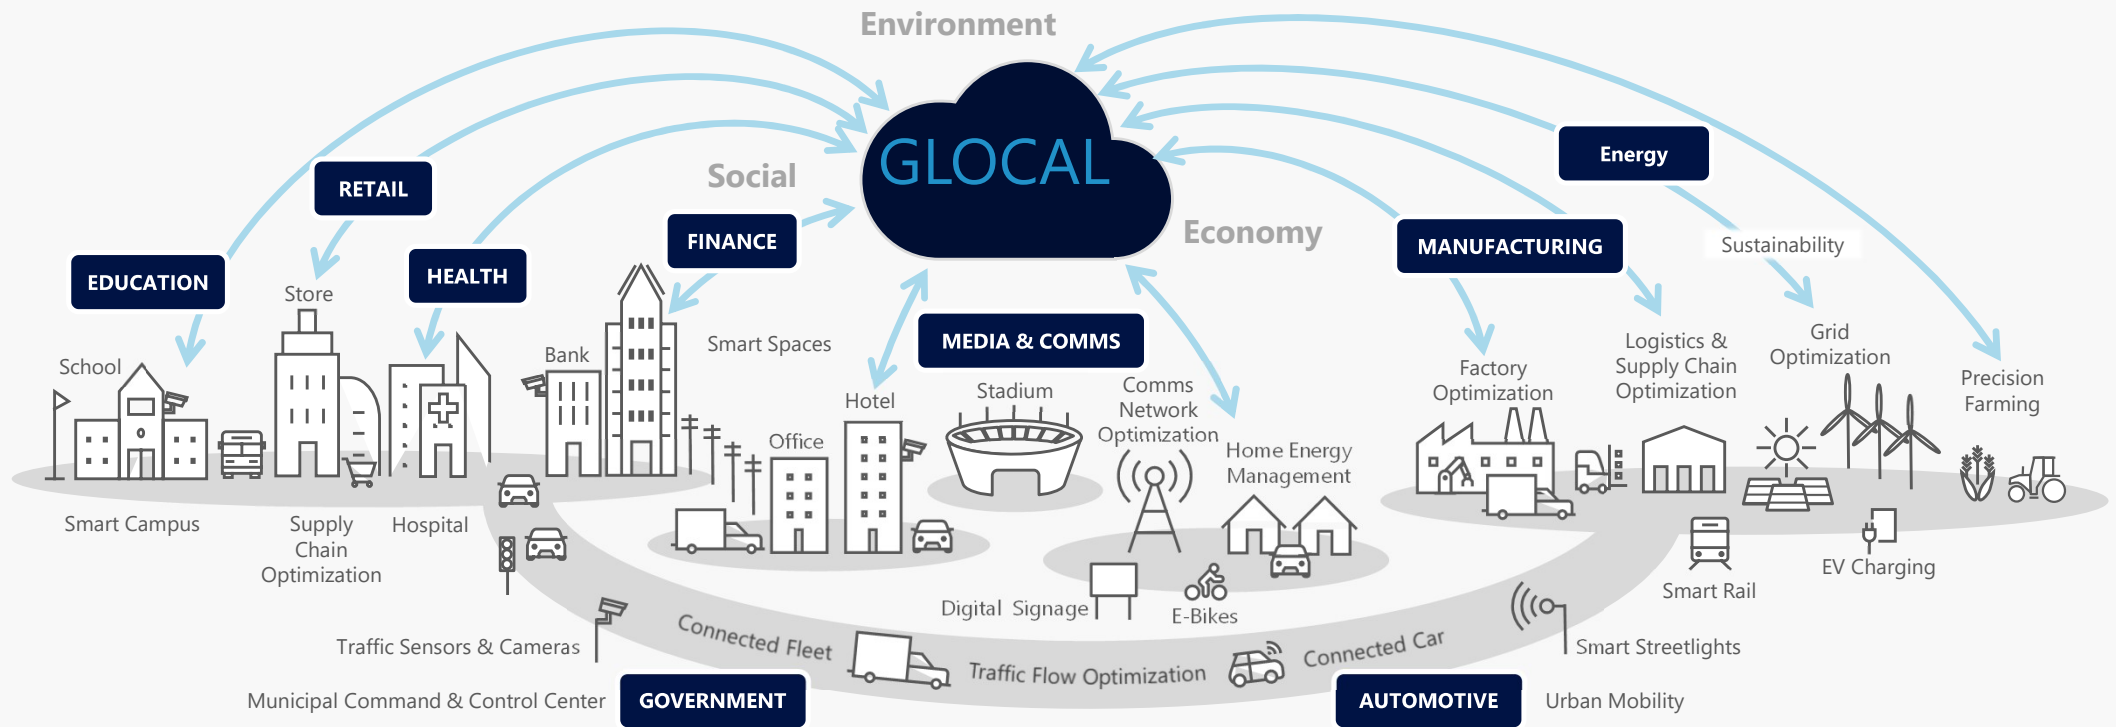 Environment
GLOCAL
Social
Economy
Energy
RETAIL
FINANCE
MANUFACTURING
Sustainability
EDUCATION
HEALTH
Store
MEDIA & COMMS
Smart Spaces
School
Bank
Hotel
Stadium
Comms
Network
Optimization
Factory
Optimization
Logistics &
Supply Chain
Optimization
Grid
Optimization
Precision
Farming
Office
Home Energy
Management
Smart Campus
Supply
Chain
Optimization
Hospital
Digital Signage
E-Bikes
Smart Rail
EV Charging
Traffic Sensors & Cameras
Connected Fleet
Traffic Flow Optimization
Connected Car
Smart Streetlights
Municipal Command & Control Center
GOVERNMENT
AUTOMOTIVE
Urban Mobility